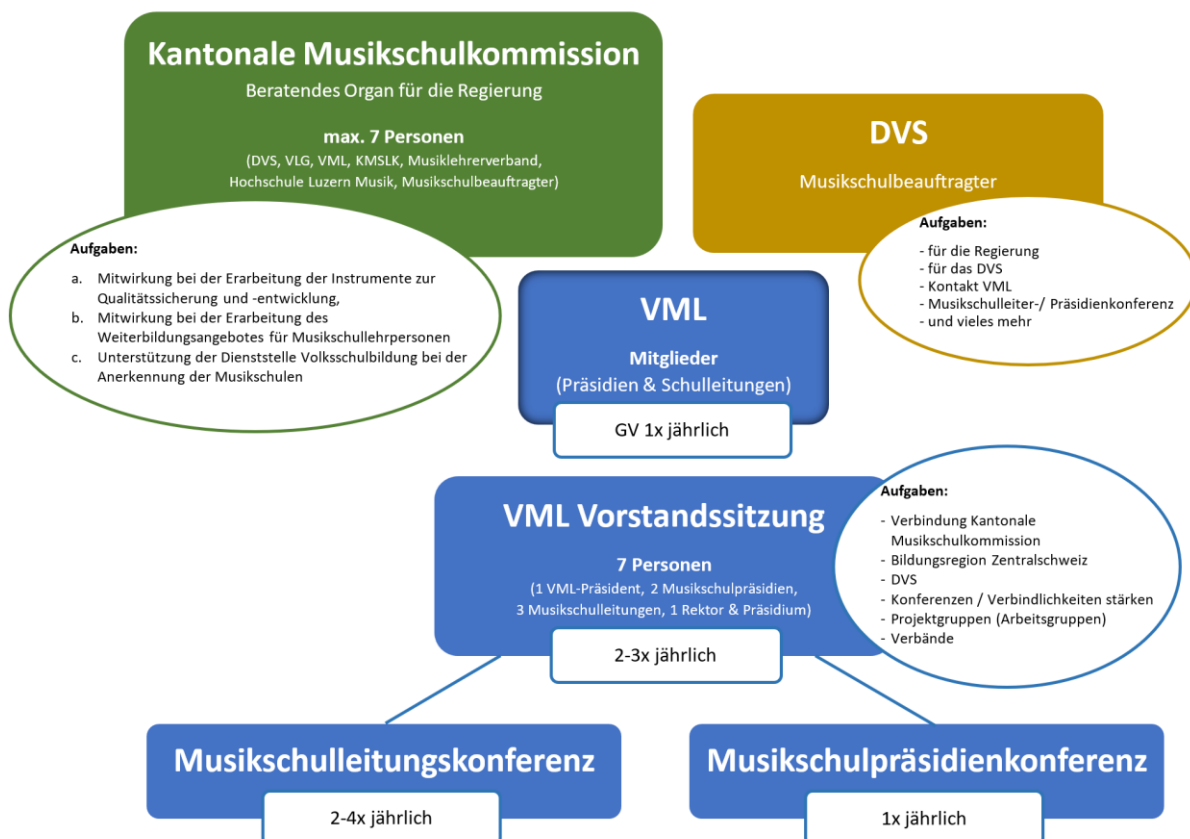 Kantonale Musikschulkommission
Beratendes Organ für die Regierung
max. 7 Personen
(DVS, VLG, VML, KMSLK, Musiklehrerverband,
Hochschule Luzern Musik, Musikschulbeauftragter)
Aufgaben:
a. Mitwirkung bei der Erarbeitung der Instrumente zur
Qualitätssicherung und -entwicklung,
b. Mitwirkung bei der Erarbeitung des
Weiterbildungsangebotes für Musikschullehrpersonen
c. Unterstützung der Dienststelle Volksschulbildung bei der
Anerkennung der Musikschulen
DVS
Musikschulbeauftragter
Aufgaben:
- für die Regierung
- für das DVS
- Kontakt VML
- Musikschulleiter-/ Präsidienkonferenz
- und vieles mehr
VML
Mitglieder
(Präsidien & Schulleitungen)
GV 1x jährlich
VML Vorstandssitzung
7 Personen
(1 VML-Präsident, 2 Musikschulpräsidien,
3 Musikschulleitungen, 1 Rektor & Präsidium)
2-3x jährlich
Aufgaben:
- Verbindung Kantonale
Musikschulkommission
- Bildungsregion Zentralschweiz
- DVS
- Konferenzen / Verbindlichkeiten stärken
- Projektgruppen (Arbeitsgruppen)
- Verbände
Musikschulleitungskonferenz
2-4x jährlich
Musikschulpräsidienkonferenz
1x jährlich